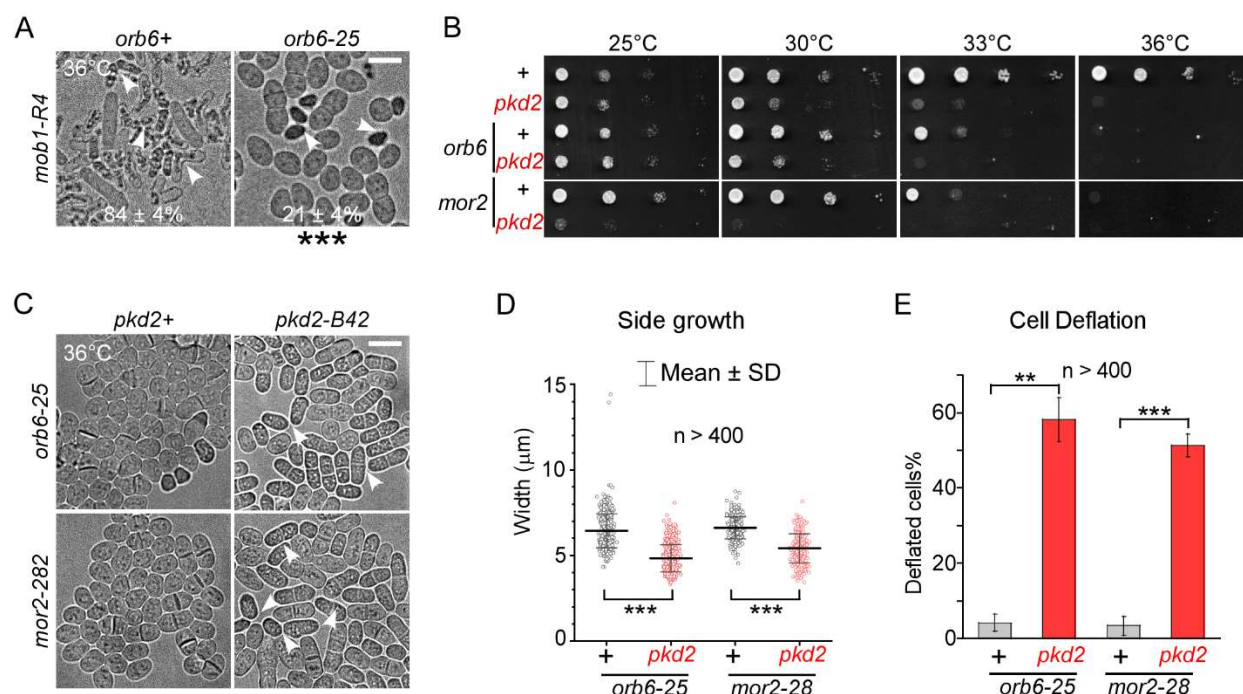 A
orb6+
orb6-25
mob1-R4
36°C
84 ± 4%
21 ± 4%
***
B
25°C
30°C
33°C
36°C
+
pkd2
orb6
+
pkd2
mor2
+
pkd2
C
pkd2+
pkd2-B42
36°C
orb6-25
mor2-282
D
Side growth
Mean ± SD
n > 400
Width (μm)
15
10
5
0
***
***
+
pkd2
+
pkd2
orb6-25
mor2-28
E
Cell Deflation
n > 400
**
***
Deflated cells%
60
40
20
0
+
pkd2
+
pkd2
orb6-25
mor2-28